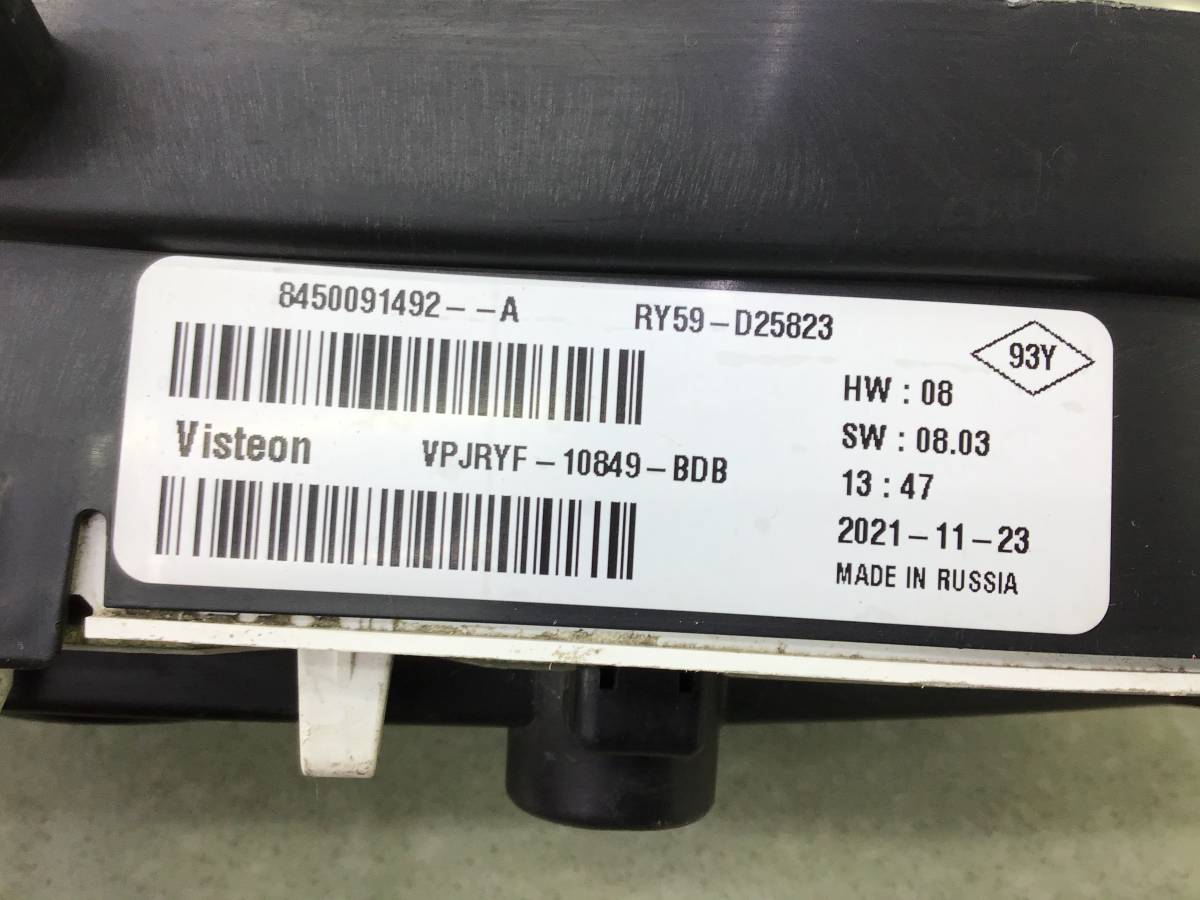 8450091492--A
RY59-D25823
93Y
HW : 08
Visteon
VPJRYF-10849-BDB
SW : 08.03
13 : 47
2021-11-23
MADE IN RUSSIA